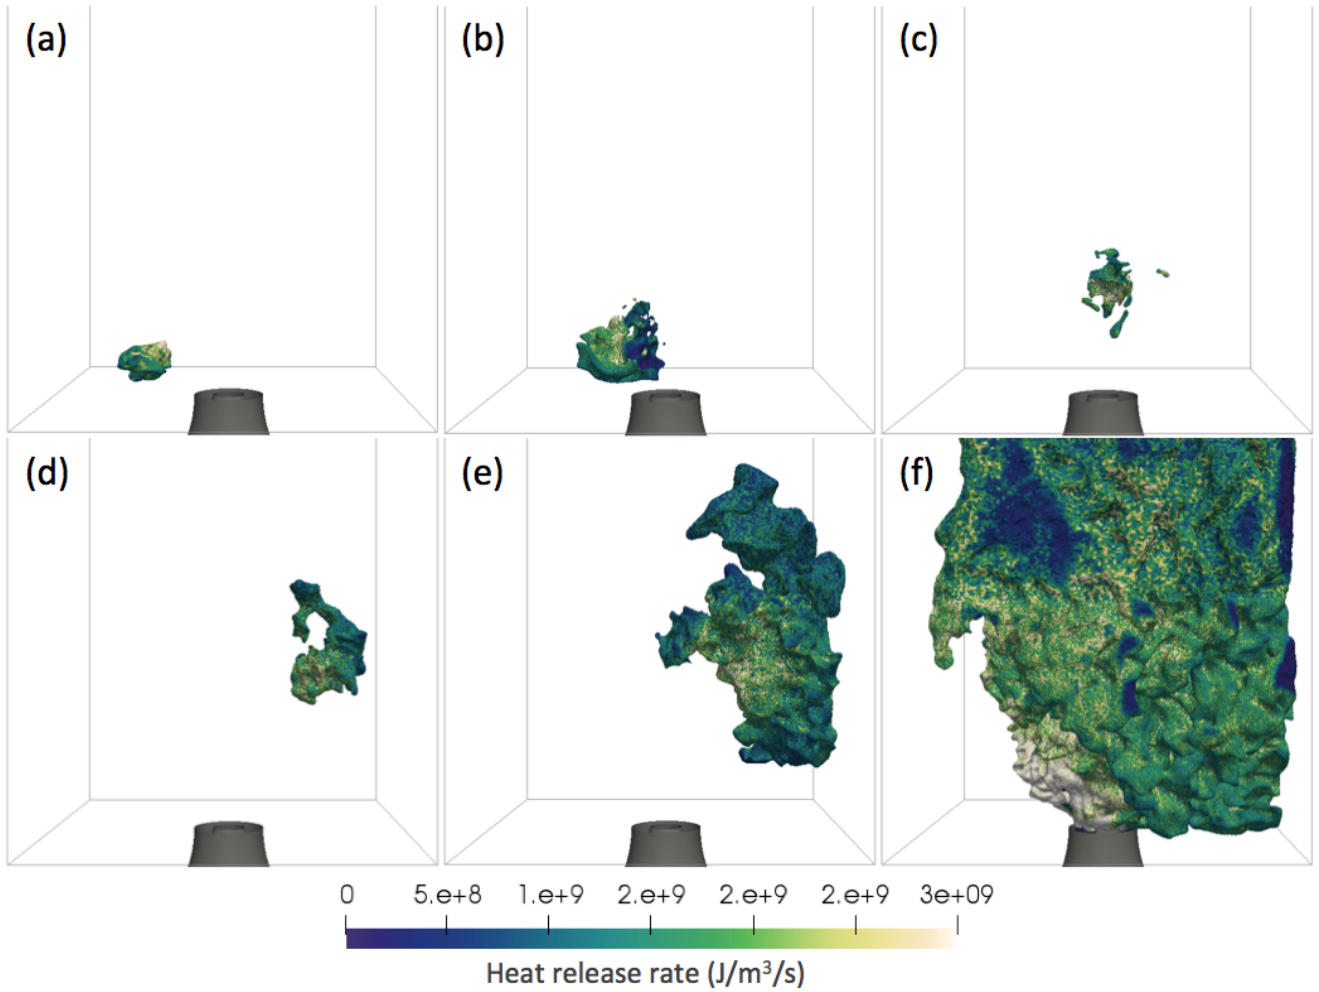 (a)
(b)
(c)
(d)
(e)
(f)
0 5.e+8 1.e+9 2.e+9 2.e+9 2.e+9 3e+09
Heat release rate (J/m³/s)